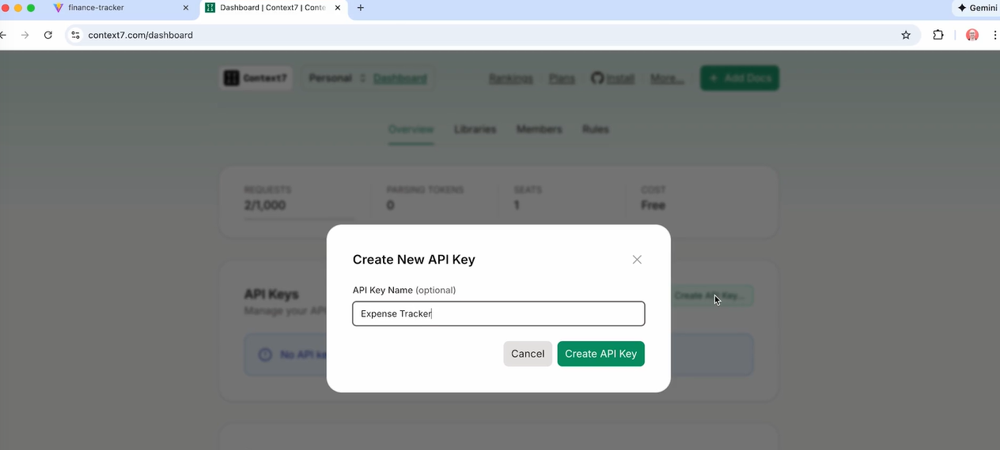 finance-tracker
Dashboard | Context7 | Conte
Gemini
context7.com/dashboard
Context7
Personal
Dashboard
Rankings
Plans
Install
More...
+ Add Docs
Overview
Libraries
Members
Rules
REQUESTS
PARSING TOKENS
SEATS
COST
2/1,000
0
1
Free
Create New API Key
API Key Name (optional)
API Keys
Create API Key...
Manage your API
Expense Tracker
No API ke
Cancel
Create API Key